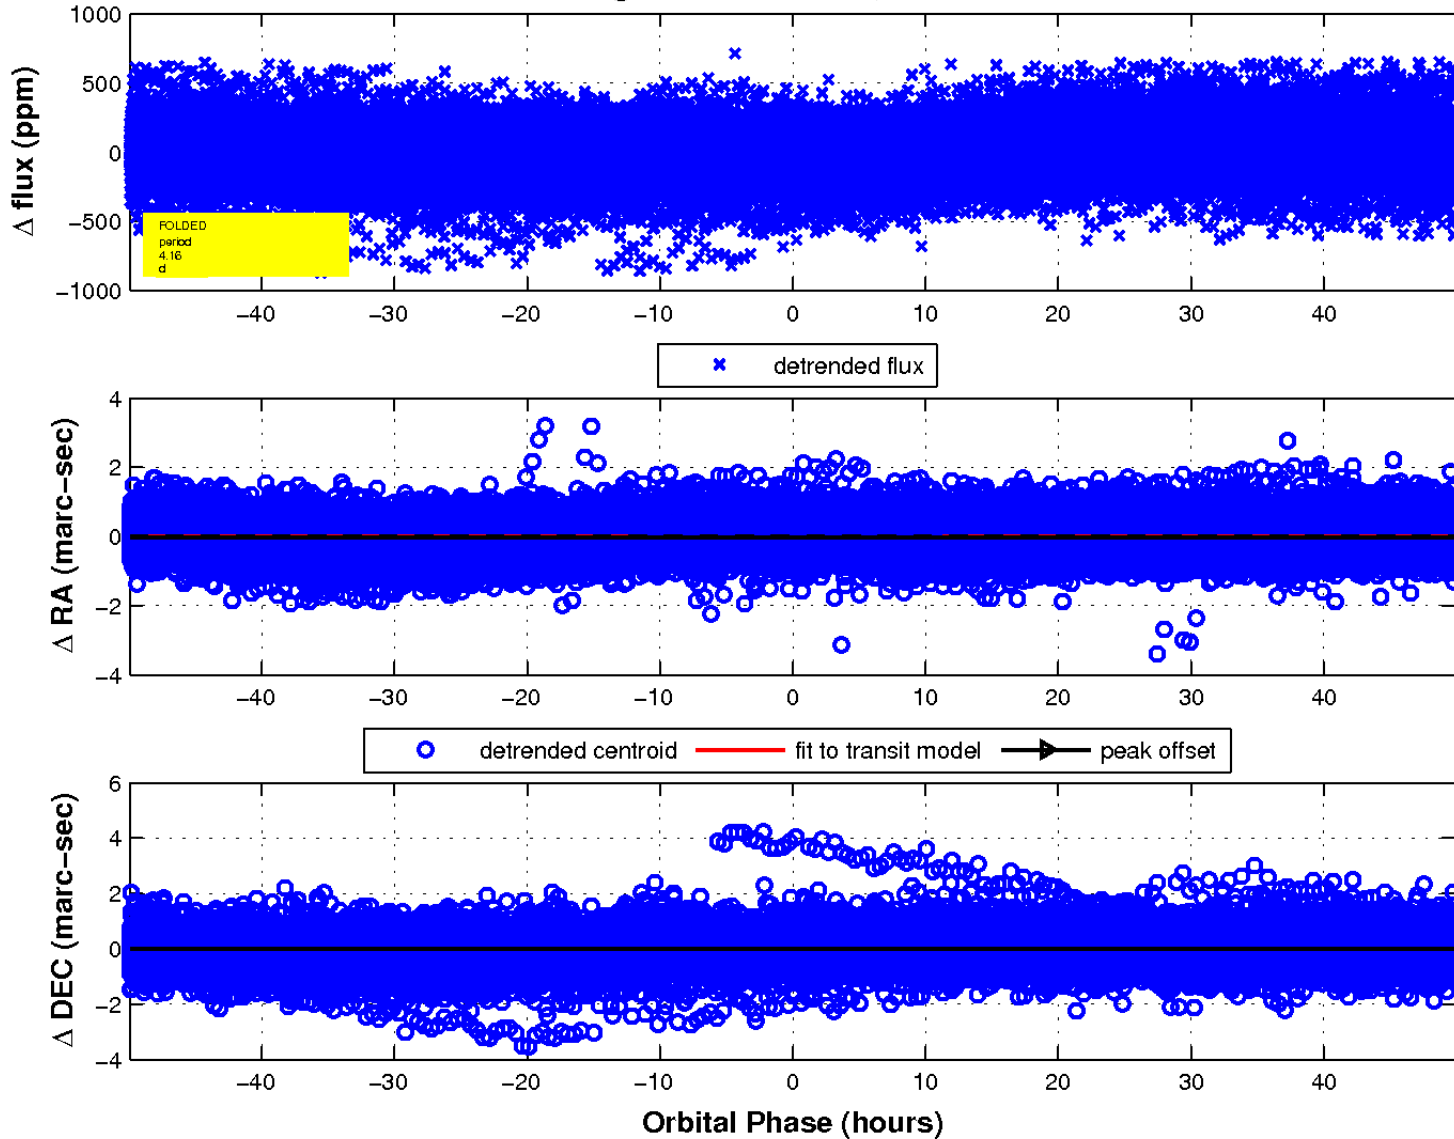 1000
500
0
−500
−1000
Δ flux (ppm)
FOLDED
period
4.16
d
−40 −30 −20 −10 0 10 20 30 40
detrended flux
4
2
0
−2
−4
Δ RA (marc−sec)
−40 −30 −20 −10 0 10 20 30 40
detrended centroid fit to transit model peak offset
6
4
2
0
−2
−4
Δ DEC (marc−sec)
−40 −30 −20 −10 0 10 20 30 40
Orbital Phase (hours)